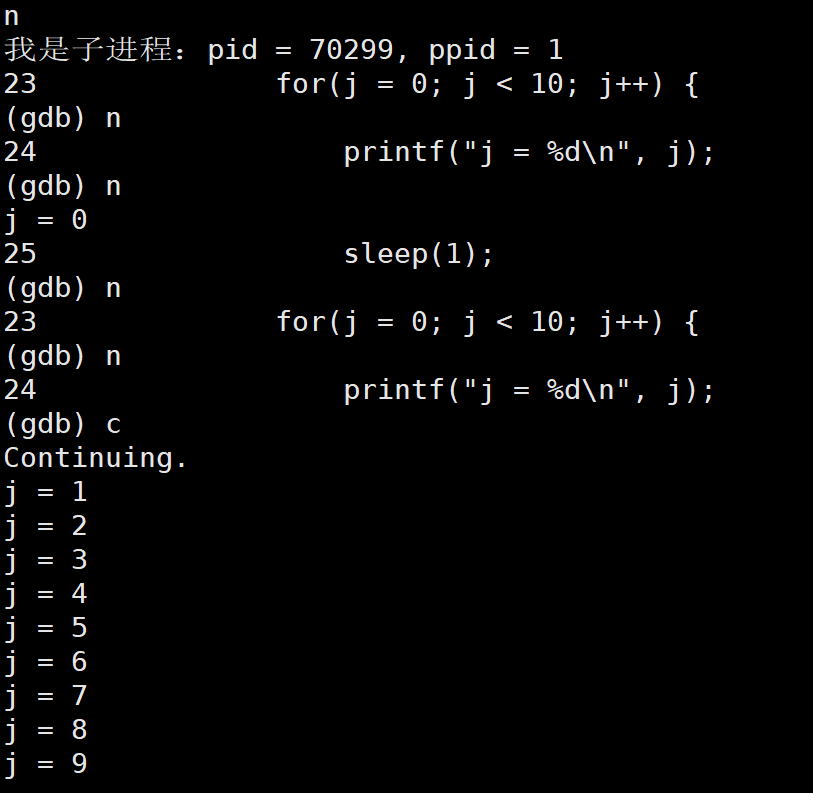 n
我是子进程：pid = 70299, ppid = 1
23              for(j = 0; j < 10; j++) {
(gdb) n
24                  printf("j = %d\n", j);
(gdb) n
j = 0
25                  sleep(1);
(gdb) n
23              for(j = 0; j < 10; j++) {
(gdb) n
24                  printf("j = %d\n", j);
(gdb) c
Continuing.
j = 1
j = 2
j = 3
j = 4
j = 5
j = 6
j = 7
j = 8
j = 9